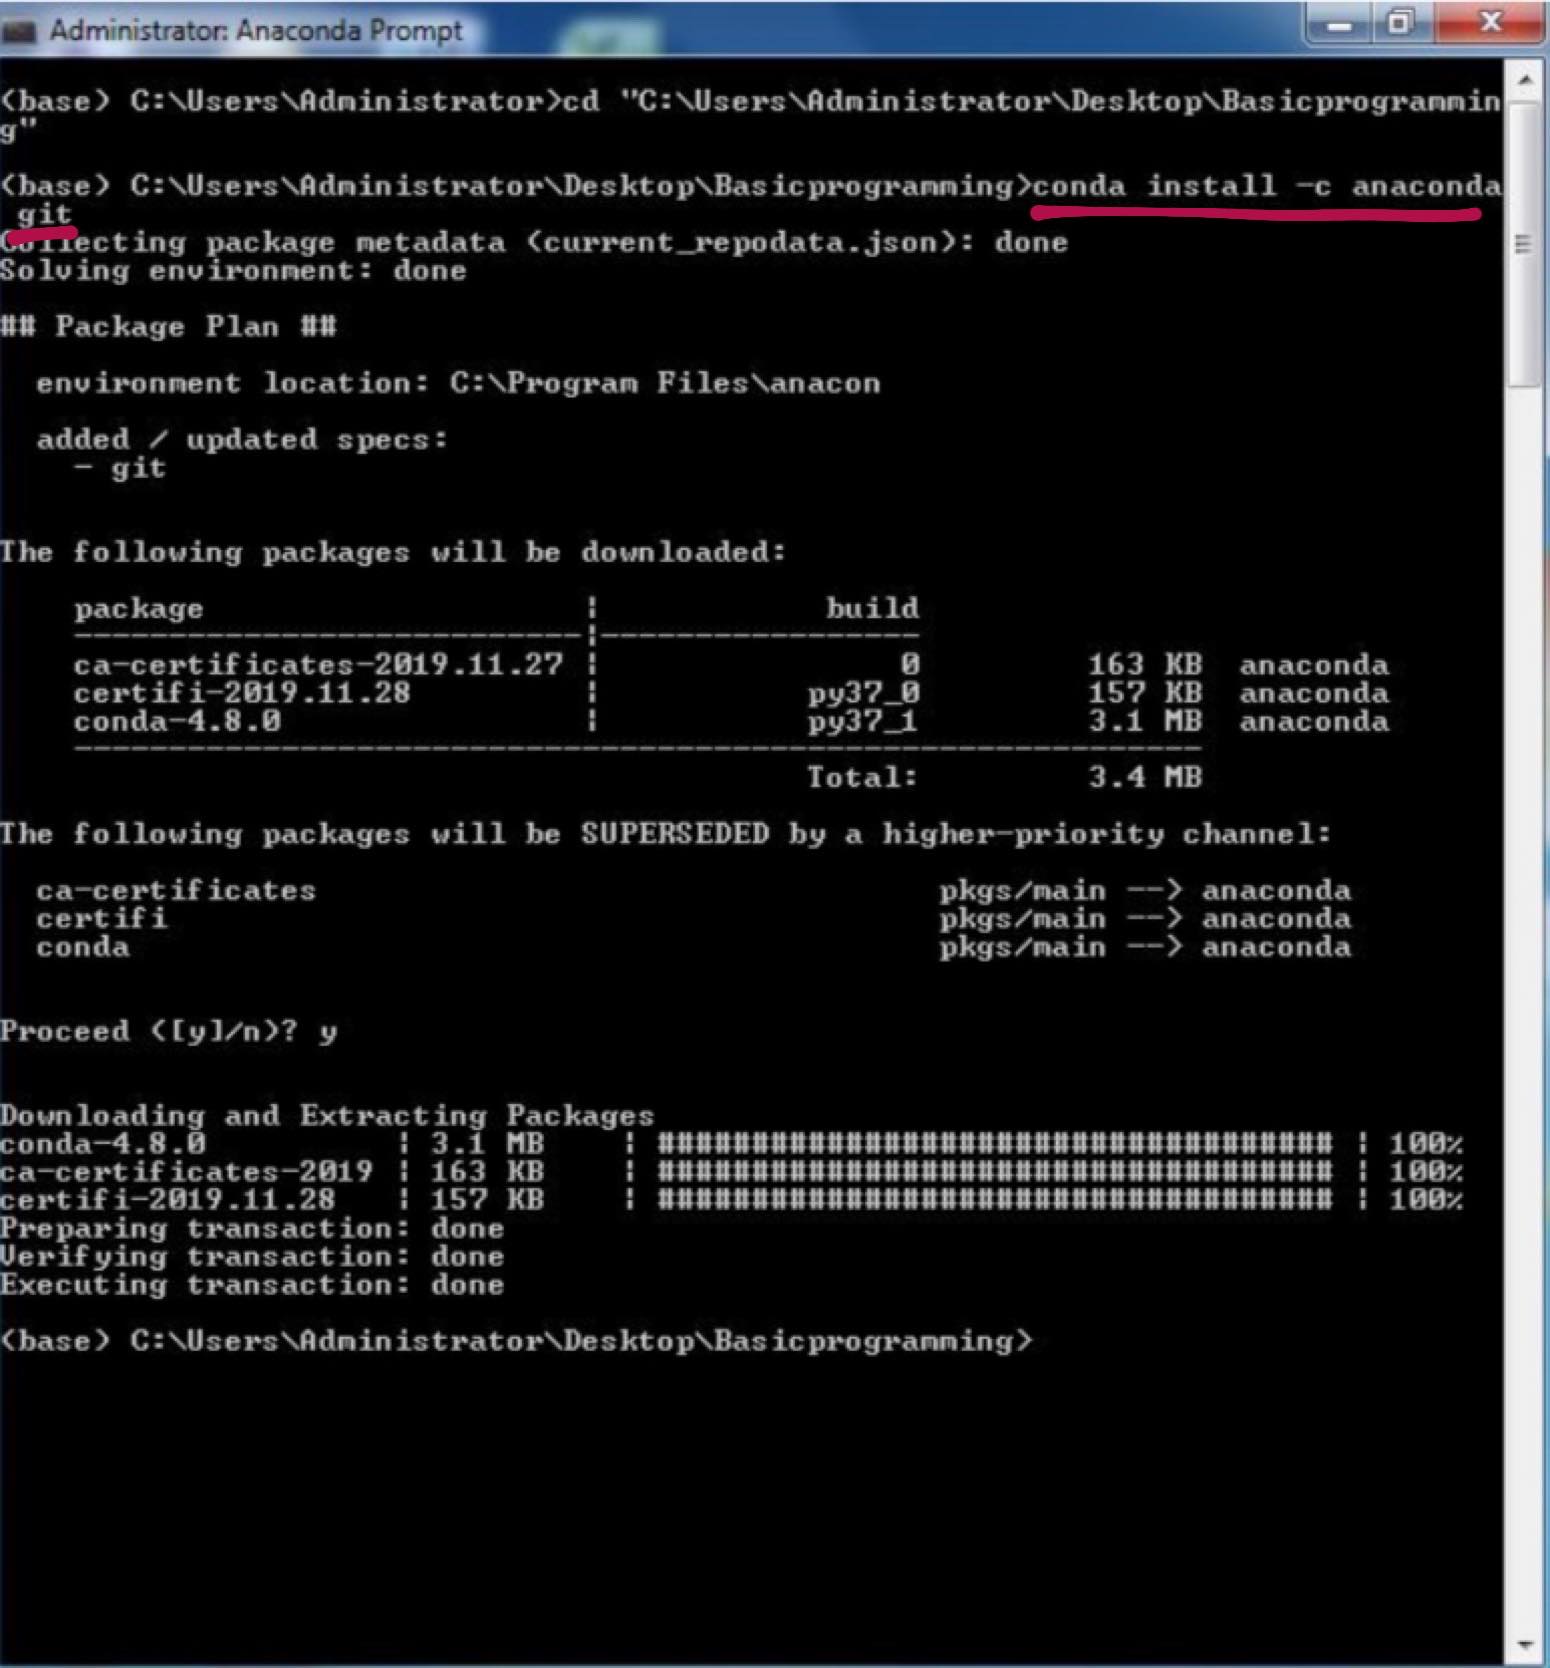 Administrator: Anaconda Prompt
(base) C:\Users\Administrator>cd "C:\Users\Administrator\Desktop\Basicprogrammin
g"
(base) C:\Users\Administrator\Desktop\Basicprogramming>conda install -c anaconda
git
Collecting package metadata (current_repodata.json): done
Solving environment: done
## Package Plan ##
environment location: C:\Program Files\anacon
added / updated specs:
- git
The following packages will be downloaded:
package | build
---------------------------|-----------------
ca-certificates-2019.11.27 | 0 163 KB anaconda
certifi-2019.11.28 | py37_0 157 KB anaconda
conda-4.8.0 | py37_1 3.1 MB anaconda
------------------------------------------------------------
Total: 3.4 MB
The following packages will be SUPERSEDED by a higher-priority channel:
ca-certificates pkgs/main --> anaconda
certifi pkgs/main --> anaconda
conda pkgs/main --> anaconda
Proceed ([y]/n)? y
Downloading and Extracting Packages
conda-4.8.0 | 3.1 MB | #################################### | 100%
ca-certificates-2019 | 163 KB | #################################### | 100%
certifi-2019.11.28 | 157 KB | #################################### | 100%
Preparing transaction: done
Verifying transaction: done
Executing transaction: done
(base) C:\Users\Administrator\Desktop\Basicprogramming>